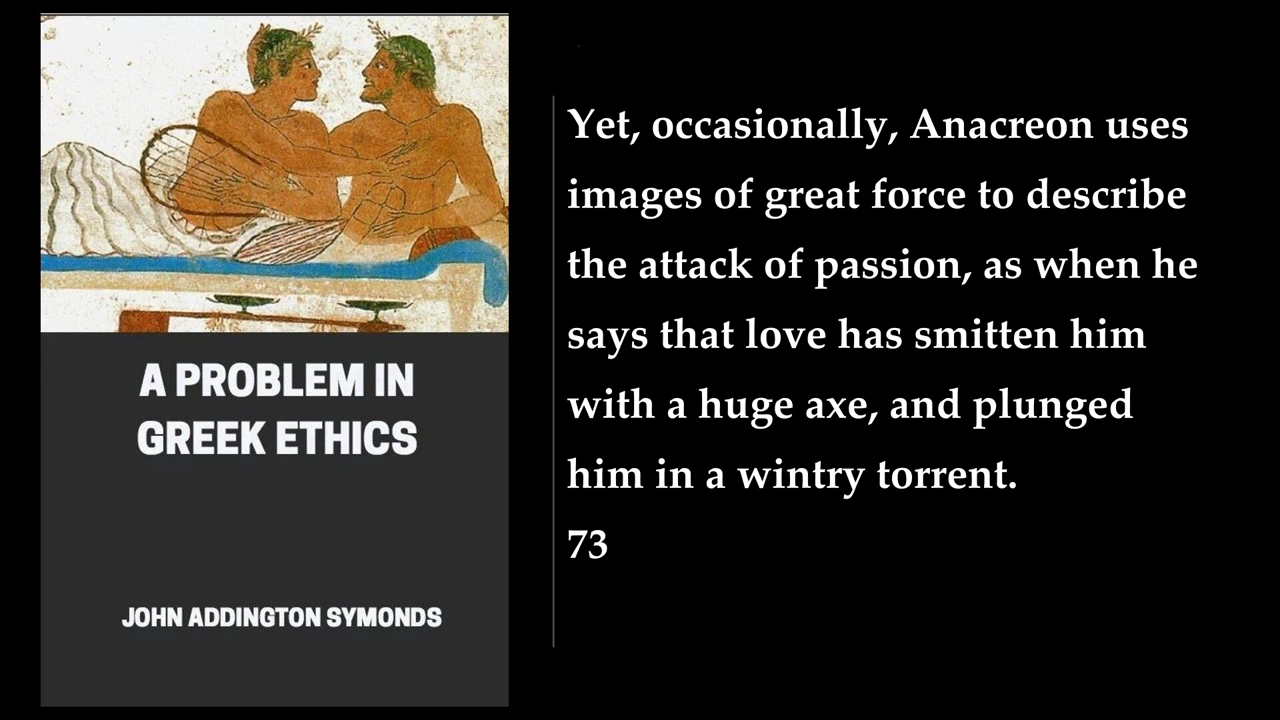 A PROBLEM IN
GREEK ETHICS
JOHN ADDINGTON SYMONDS
Yet, occasionally, Anacreon uses
images of great force to describe
the attack of passion, as when he
says that love has smitten him
with a huge axe, and plunged
him in a wintry torrent.
73